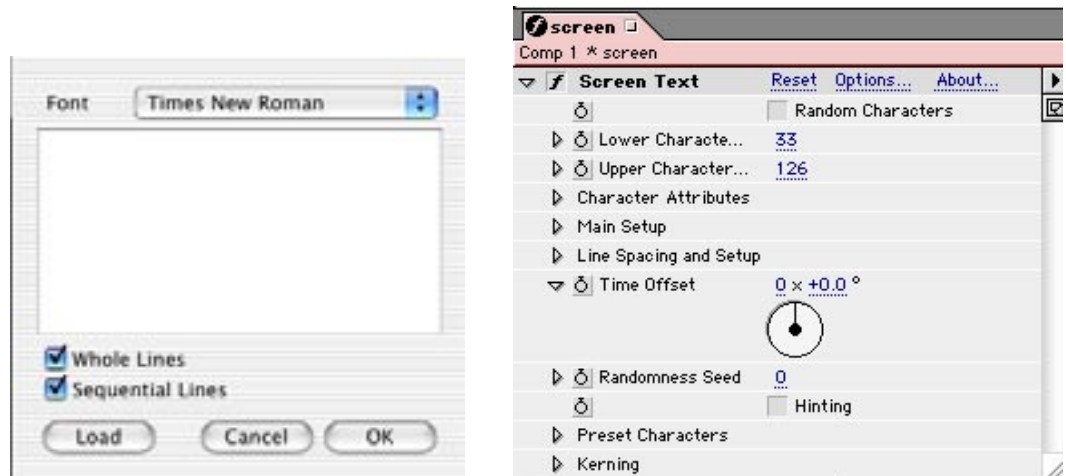 Font Times New Roman
Whole Lines
Sequential Lines
Load Cancel OK
screen
Comp 1 * screen
Screen Text Reset Options... About...
Random Characters
Lower Characte... 33
Upper Character... 126
Character Attributes
Main Setup
Line Spacing and Setup
Time Offset 0 x +0.0 °
Randomness Seed 0
Hinting
Preset Characters
Kerning